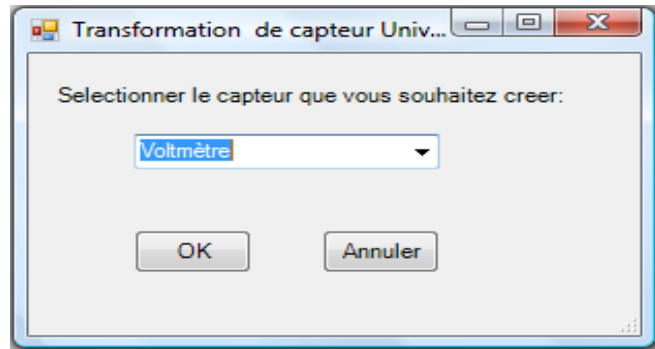 Transformation de capteur Univ...
Selectionner le capteur que vous souhaitez creer:
Voltmètre
OK
Annuler